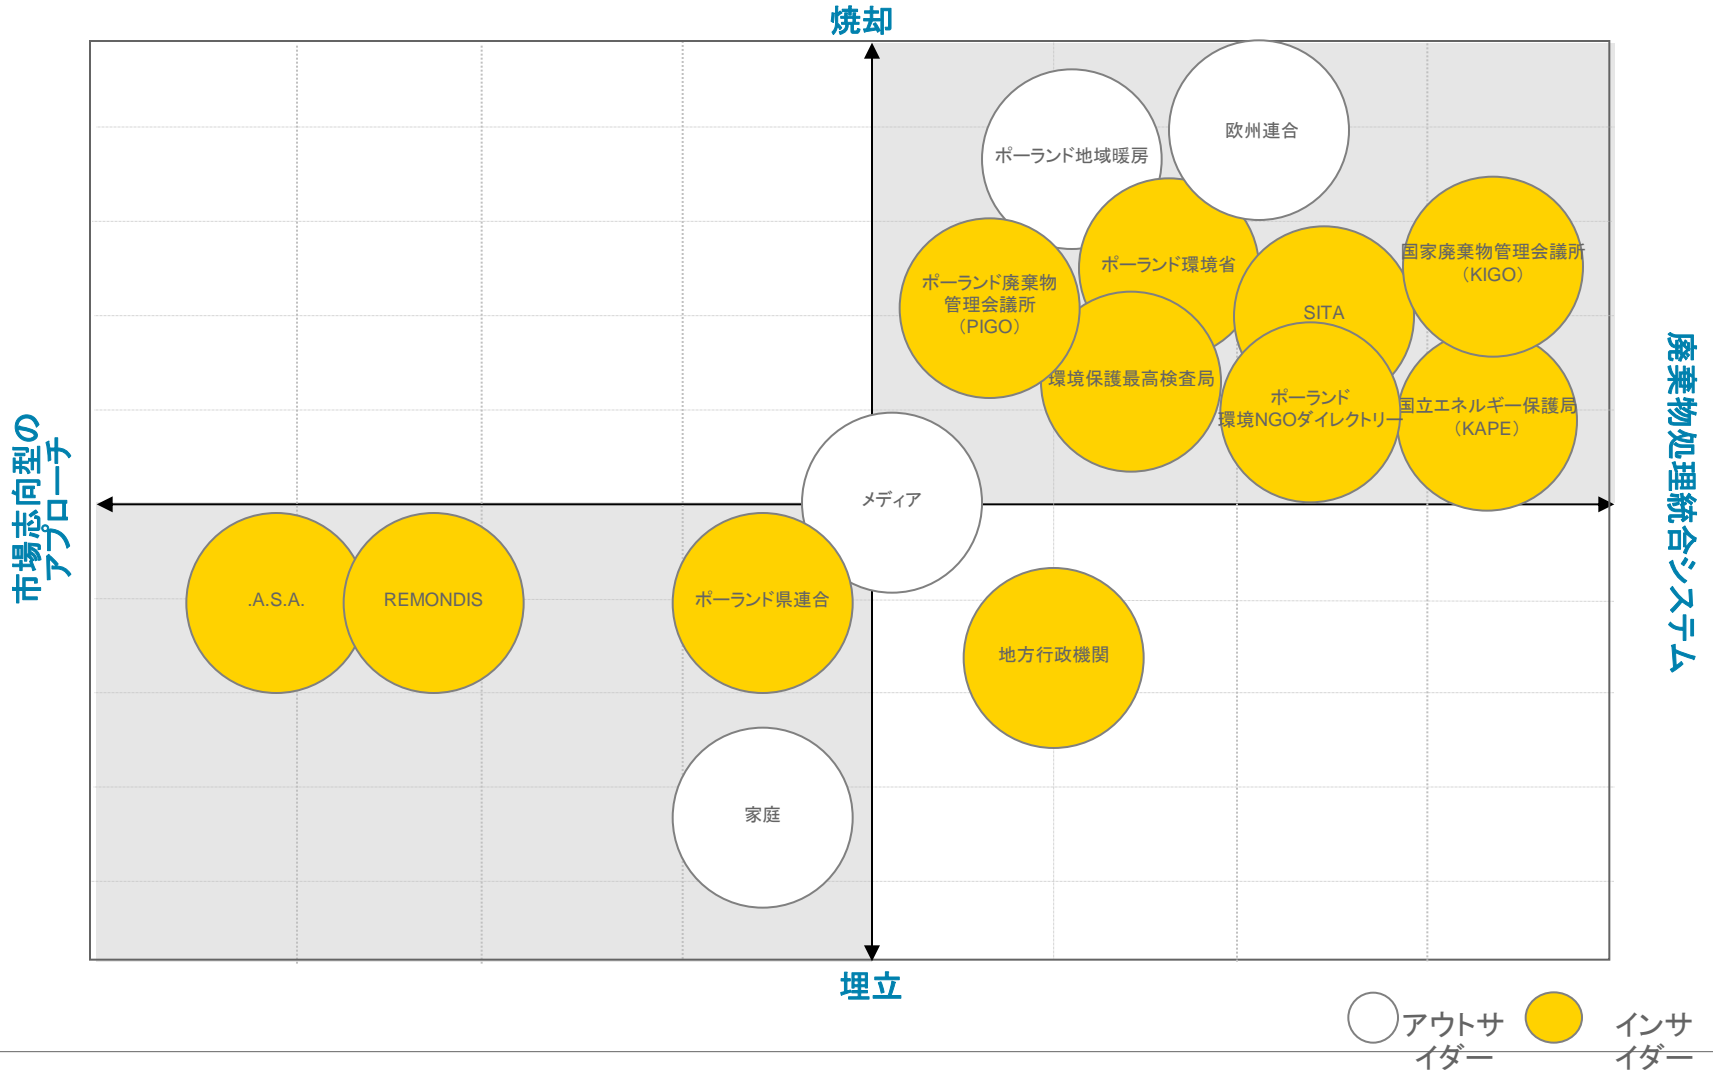 焼却
欧州連合
ポーランド地域暖房
国家廃棄物管理会議所
（KIGO）
ポーランド環境省
ポーランド廃棄物
管理会議所
（PIGO）
SITA
環境保護最高検査局
ポーランド
環境NGOダイレクトリー
国立エネルギー保護局
（KAPE）
市場志向型の
アプローチ
廃棄物処理統合システム
メディア
.A.S.A.
REMONDIS
ポーランド県連合
地方行政機関
家庭
埋立
アウトサ
イダー
インサ
イダー